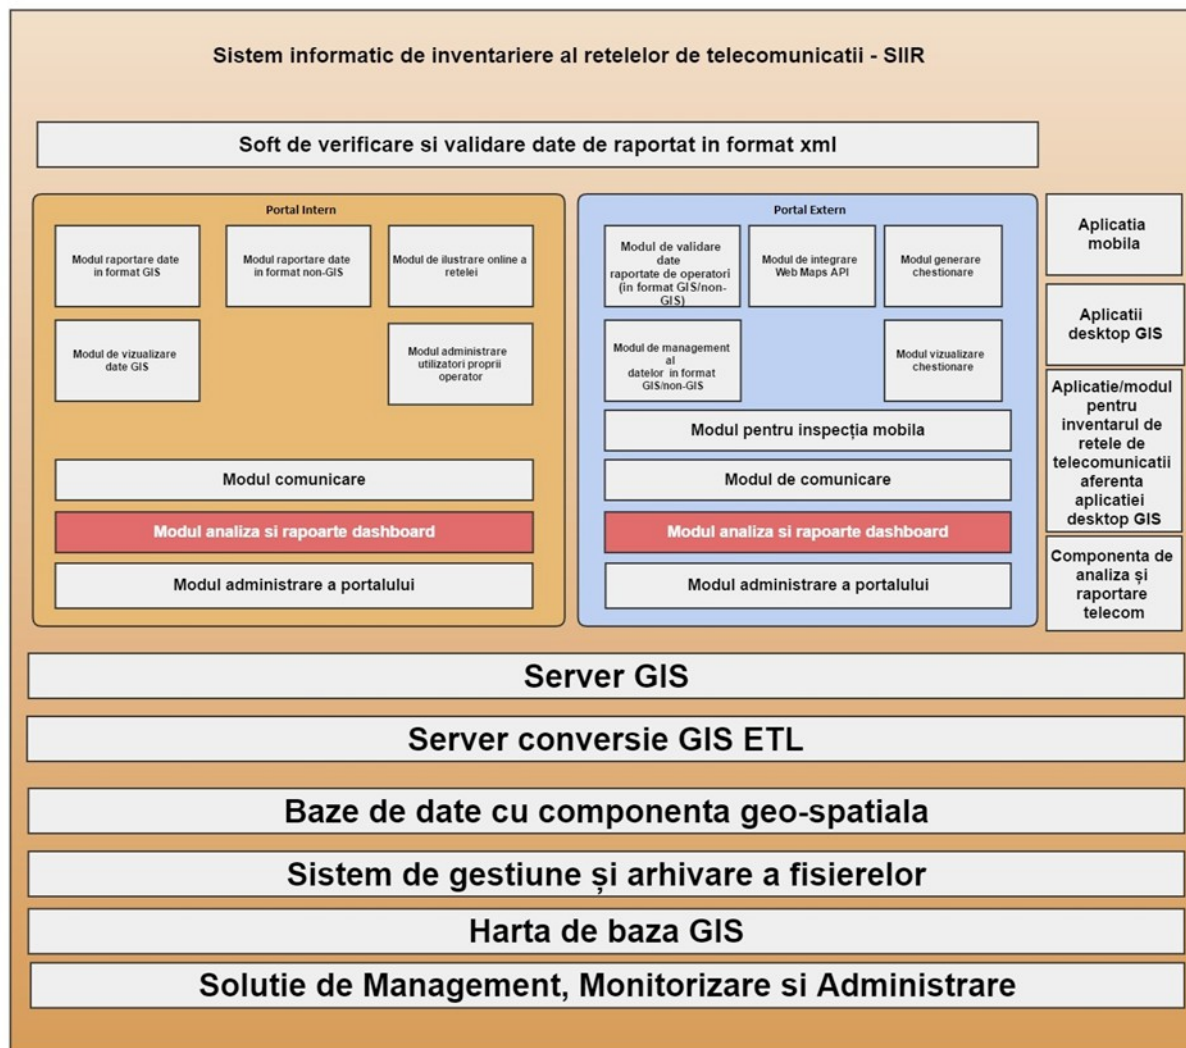 Sistem informatic de inventariere al retelelor de telecomunicatii - SIIR
Soft de verificare si validare date de raportat in format xml
Portal Intern
Modul raportare date
in format GIS
Modul raportare date
in format non-GIS
Modul de ilustrare online a
retelei
Modul de vizualizare
date GIS
Modul administrare
utilizatori proprii
operator
Modul comunicare
Modul analiza si rapoarte dashboard
Modul administrare a portalului
Portal Extern
Modul de validare
date
raportate de operatori
(in format GIS/non-
GIS)
Modul de integrare
Web Maps API
Modul generare
chestionare
Modul de management
al
datelor in format
GIS/non-GIS
Modul vizualizare
chestionare
Modul pentru inspecția mobila
Modul de comunicare
Modul analiza si rapoarte dashboard
Modul administrare a portalului
Aplicatia
mobila
Aplicatii
desktop GIS
Aplicatie/modul
pentru
inventarul de
retele de
telecomunicatii
aferenta
aplicatiei
desktop GIS
Componenta de
analiza și
raportare
telecom
Server GIS
Server conversie GIS ETL
Baze de date cu componenta geo-spatiala
Sistem de gestiune și arhivare a fisierelor
Harta de baza GIS
Solutie de Management, Monitorizare si Administrare